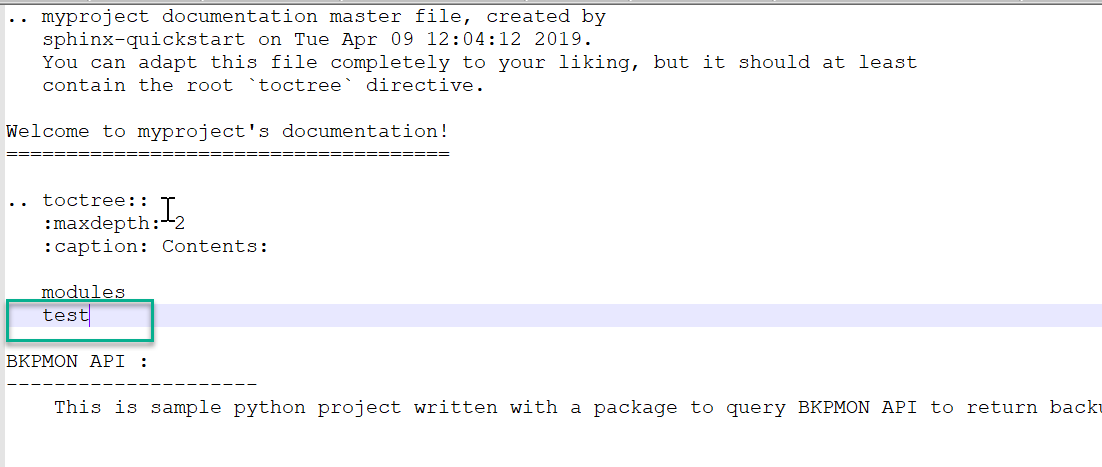 .. myproject documentation master file, created by
   sphinx-quickstart on Tue Apr 09 12:04:12 2019.
   You can adapt this file completely to your liking, but it should at least
   contain the root `toctree` directive.

Welcome to myproject's documentation!
=====================================

.. toctree::
   :maxdepth: 2
   :caption: Contents:

   modules
   test

BKPMON API :
---------------------
    This is sample python project written with a package to query BKPMON API to return